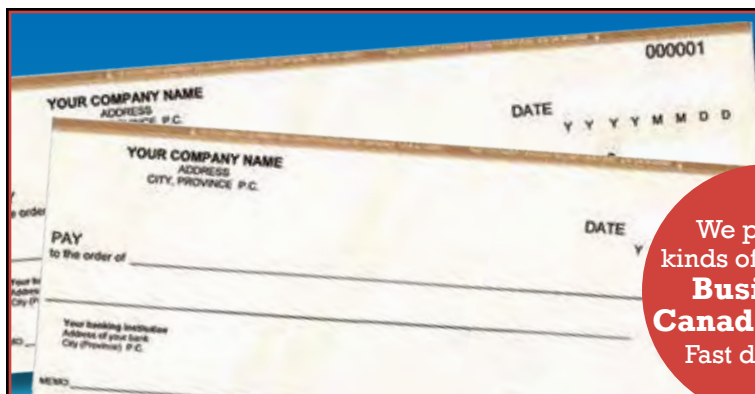 000001
YOUR COMPANY NAME
ADDRESS
P.C.
DATE
Y Y Y Y M M D D
YOUR COMPANY NAME
ADDRESS
CITY, PROVINCE P.C.
DATE
Y
PAY
to the order of
Your banking institution
Address of your bank
City (Province) P.C.
MEMO
We p
kinds of
Busi
Canad
Fast d